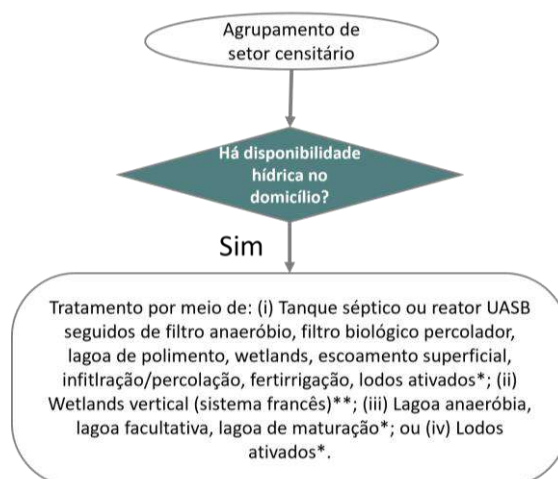 Agrupamento de
setor censitário
Há disponibilidade
hídrica no
domicílio?
Sim
Tratamento por meio de: (i) Tanque séptico ou reator UASB
seguidos de filtro anaeróbio, filtro biológico percolador,
lagoa de polimento, wetlands, escoamento superficial,
infitlração/percolação, fertirrigação, lodos ativados*; (ii)
Wetlands vertical (sistema francês)**; (iii) Lagoa anaeróbia,
lagoa facultativa, lagoa de maturação*; ou (iv) Lodos
ativados*.